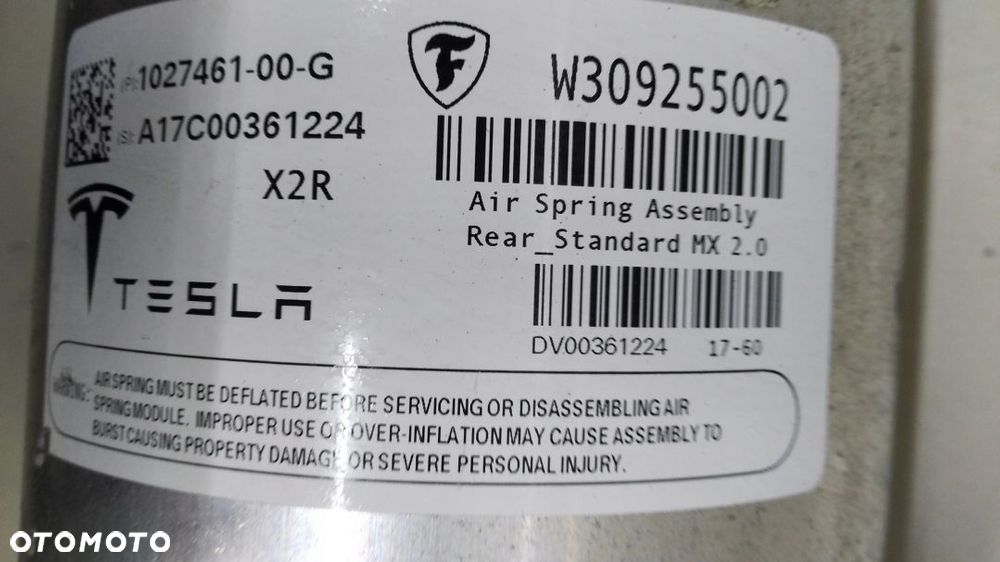 (P):1027461-00-G
(S):A17C00361224
X2R
TESLA
W309255002
Air Spring Assembly
Rear_Standard MX 2.0
DV00361224 17-60
WARNING: AIR SPRING MUST BE DEFLATED BEFORE SERVICING OR DISASSEMBLING AIR
SPRING MODULE. IMPROPER USE OR OVER-INFLATION MAY CAUSE ASSEMBLY TO
BURST CAUSING PROPERTY DAMAGE OR SEVERE PERSONAL INJURY.
OTOMOTO